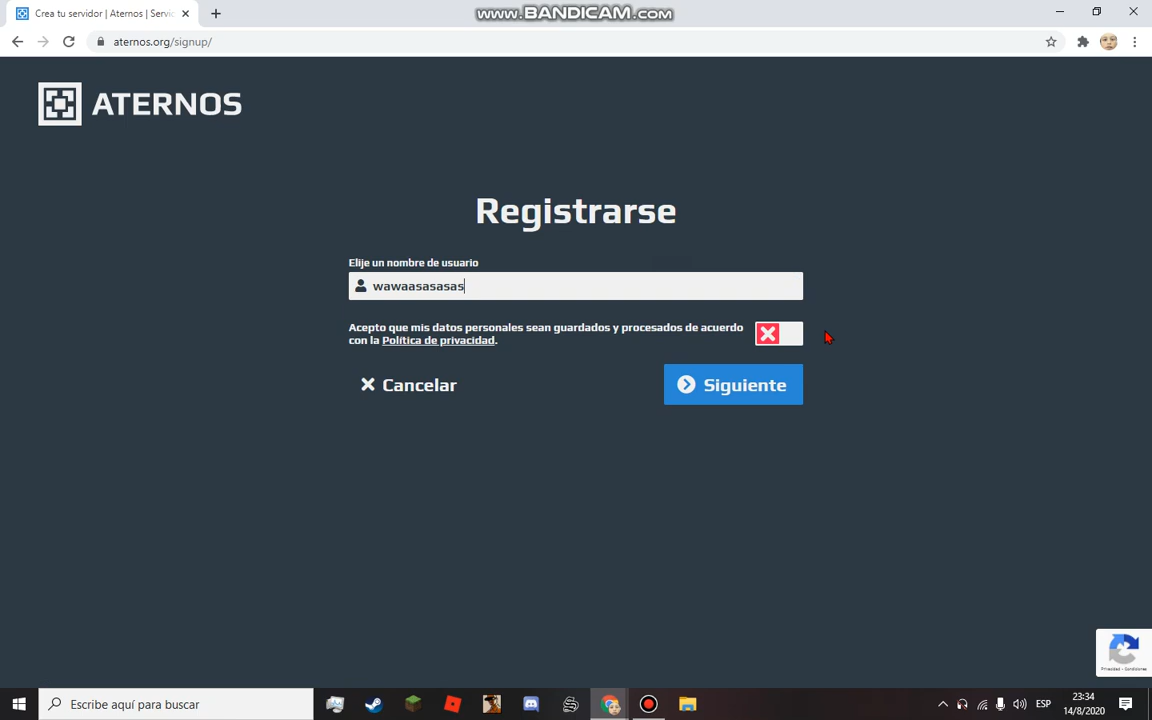 Crea tu servidor | Aternos | Servic
www.BANDICAM.com
aternos.org/signup/
ATERNOS
Registrarse
Elije un nombre de usuario
wawaasasasas
Acepto que mis datos personales sean guardados y procesados de acuerdo
con la Política de privacidad.
Cancelar
Siguiente
Privacidad - Condiciones
Escribe aquí para buscar
ESP
23:34
14/8/2020